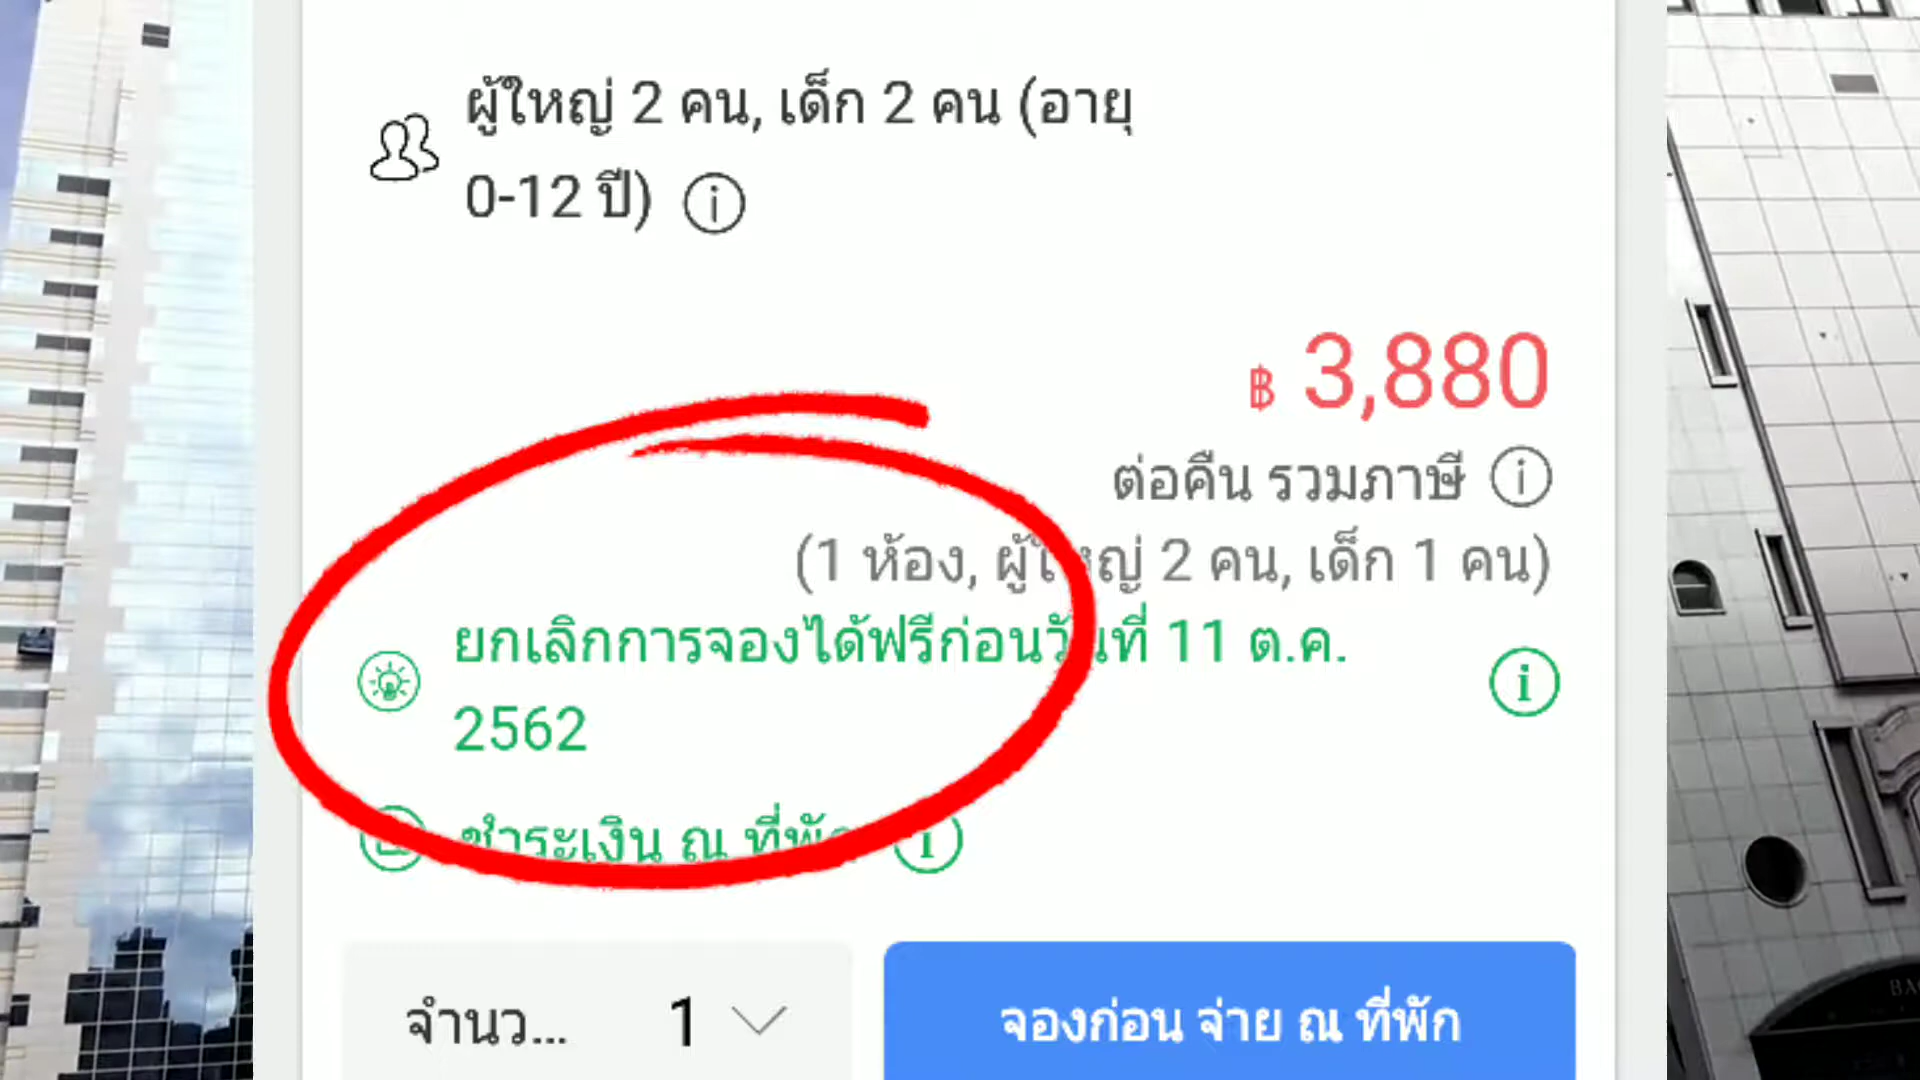 ผู้ใหญ่ 2 คน, เด็ก 2 คน (อายุ
0-12 ปี)
฿ 3,880
ต่อคืน รวมภาษี
(1 ห้อง, ผู้ใหญ่ 2 คน, เด็ก 1 คน)
ยกเลิกการจองได้ฟรีก่อนวันที่ 11 ต.ค.
2562
ชำระเงิน ณ ที่พัก
จำนว... 1
จองก่อน จ่าย ณ ที่พัก